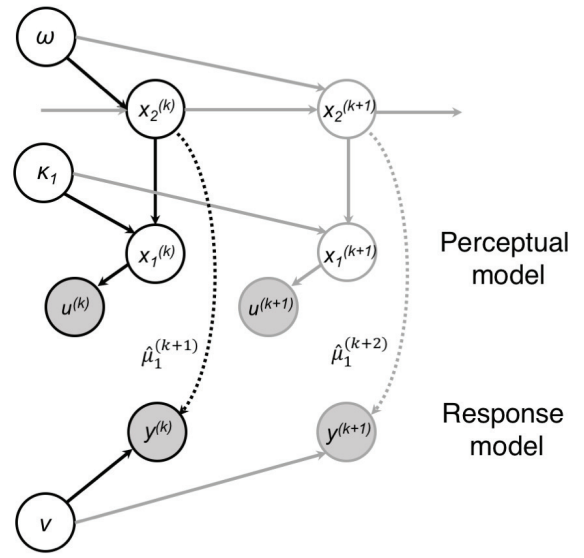 ω
x₂⁽ᵏ⁾
x₂⁽ᵏ⁺¹⁾
κ₁
x₁⁽ᵏ⁾
x₁⁽ᵏ⁺¹⁾
Perceptual
model
u⁽ᵏ⁾
u⁽ᵏ⁺¹⁾
μ̂₁⁽ᵏ⁺¹⁾
μ̂₁⁽ᵏ⁺²⁾
y⁽ᵏ⁾
y⁽ᵏ⁺¹⁾
Response
model
ν